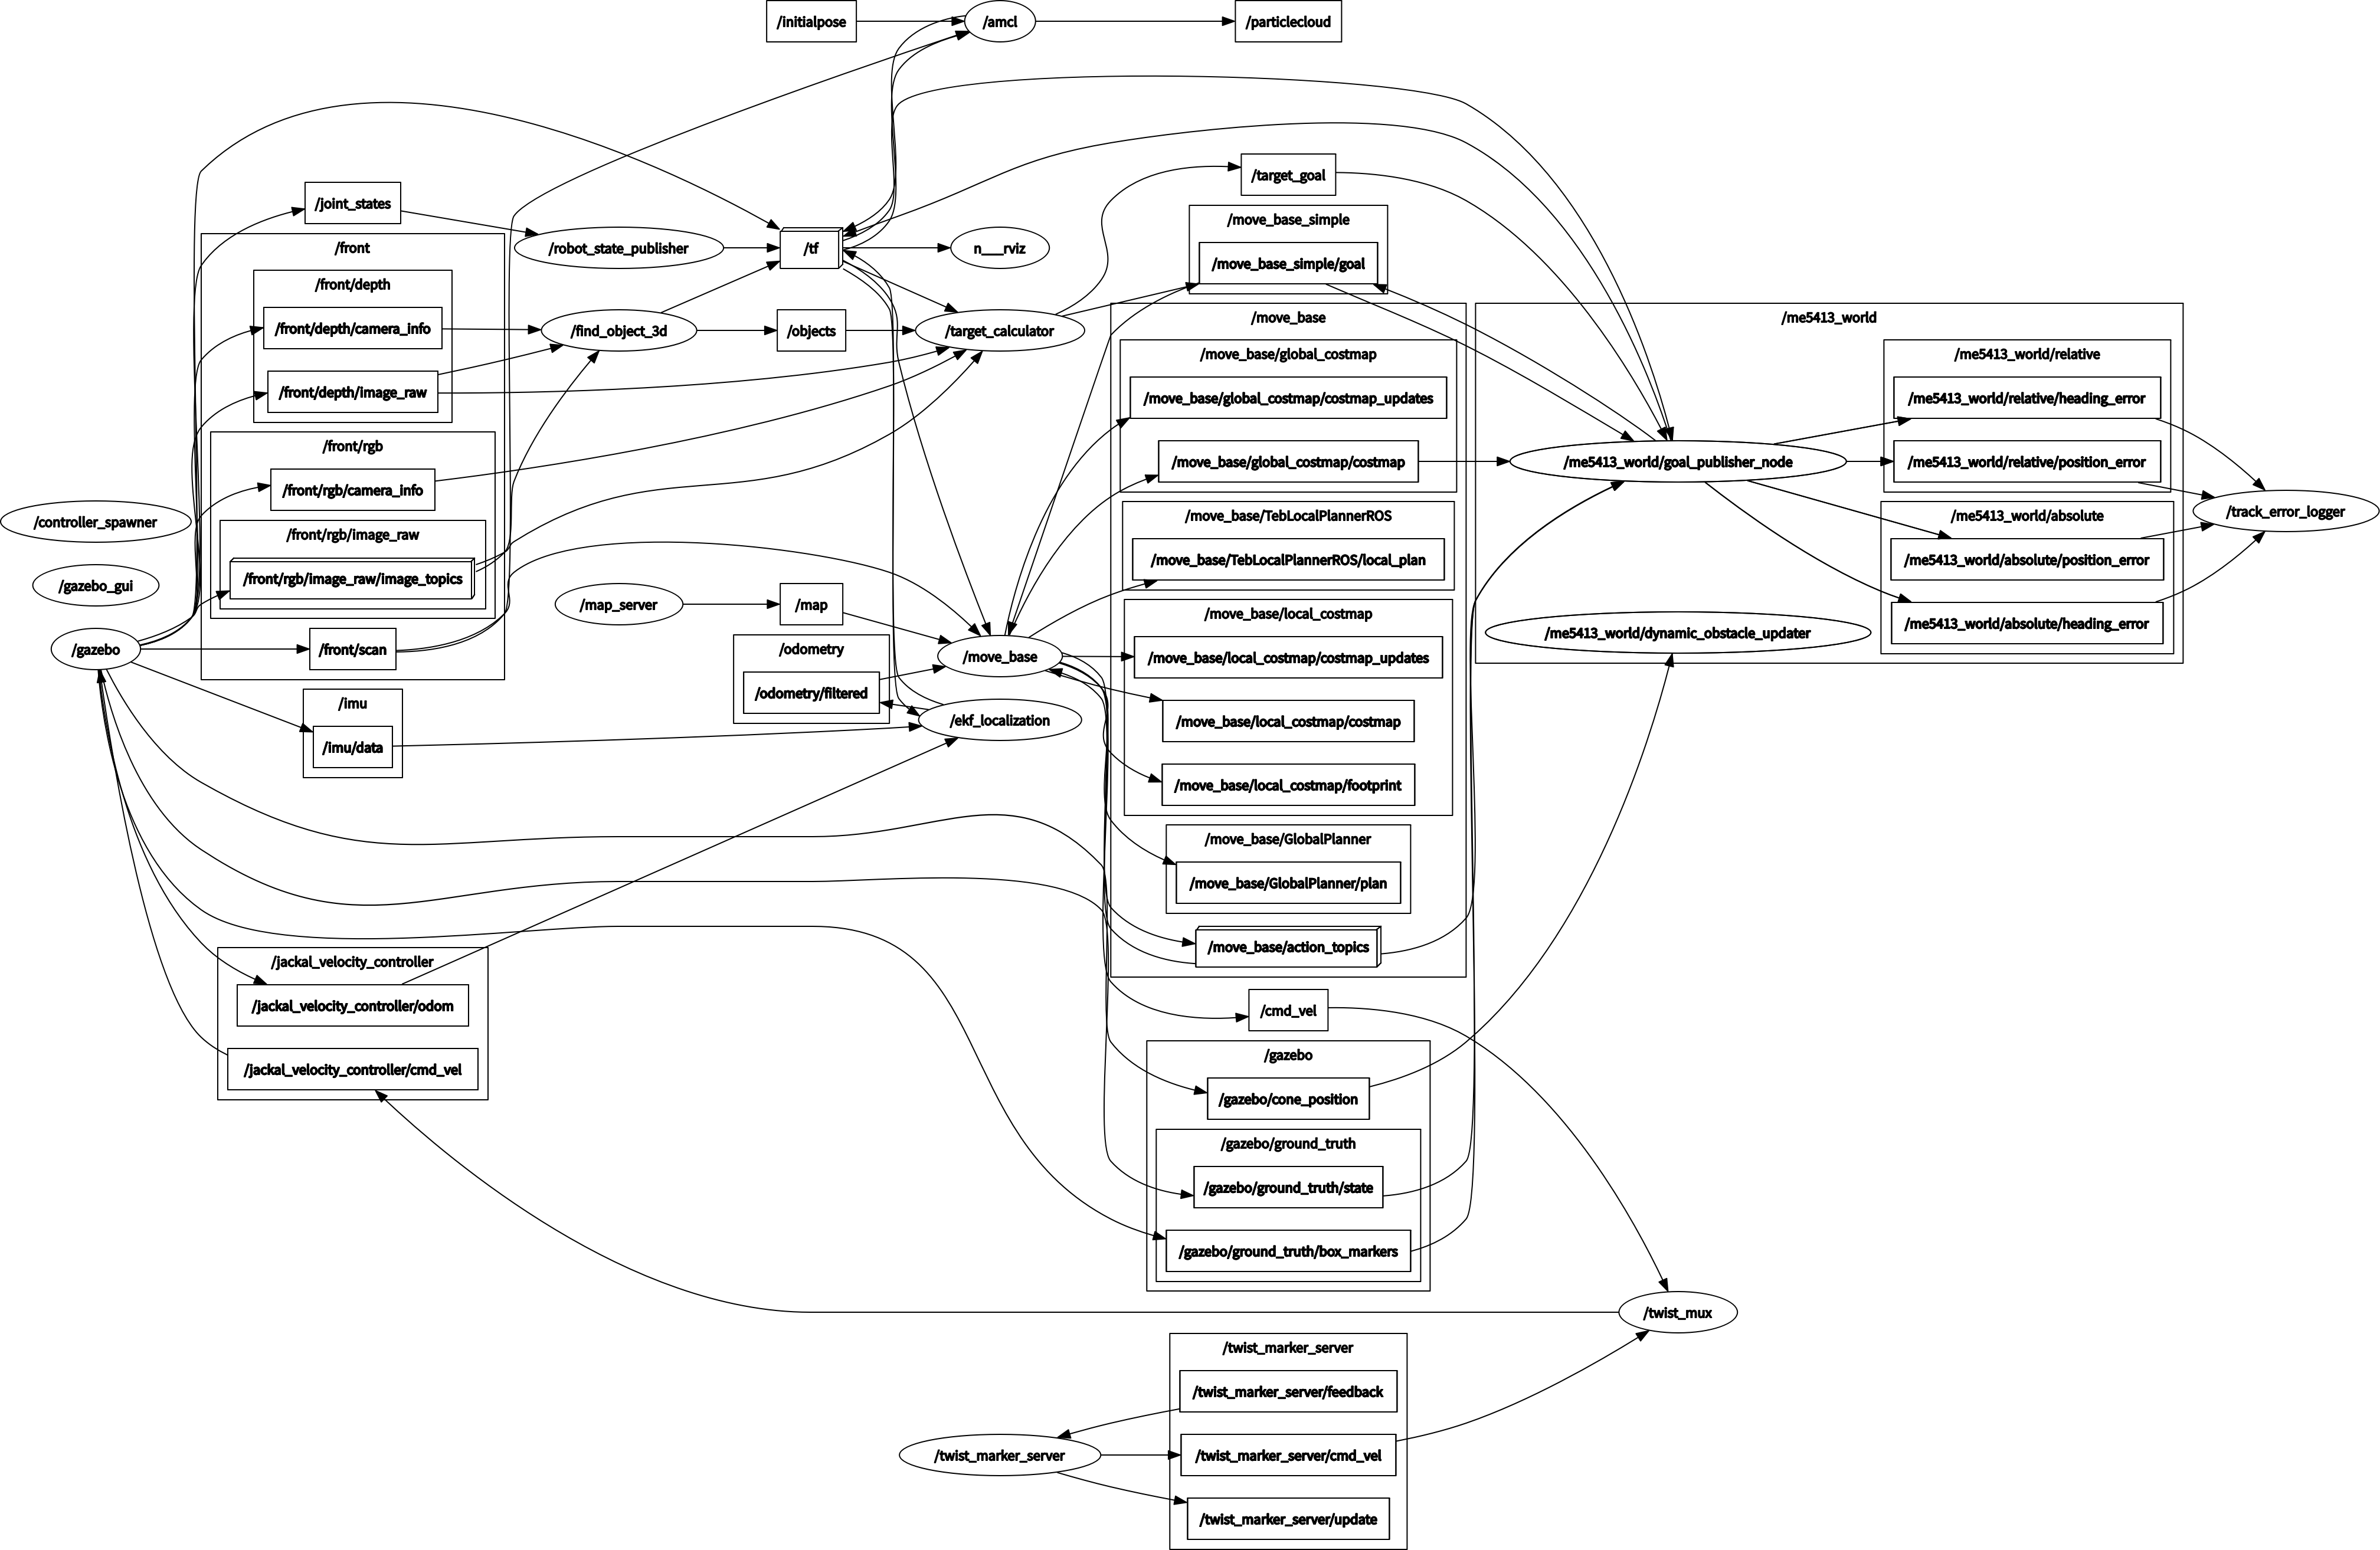 /initialpose
/amcl
/particlecloud
/target_goal
/joint_states
/move_base_simple
/front
/robot_state_publisher
/tf
n___rviz
/move_base_simple/goal
/front/depth
/move_base
/me5413_world
/front/depth/camera_info
/find_object_3d
/objects
/target_calculator
/move_base/global_costmap
/me5413_world/relative
/front/depth/image_raw
/move_base/global_costmap/costmap_updates
/me5413_world/relative/heading_error
/front/rgb
/move_base/global_costmap/costmap
/me5413_world/goal_publisher_node
/me5413_world/relative/position_error
/front/rgb/camera_info
/track_error_logger
/controller_spawner
/move_base/TebLocalPlannerROS
/me5413_world/absolute
/front/rgb/image_raw
/move_base/TebLocalPlannerROS/local_plan
/me5413_world/absolute/position_error
/front/rgb/image_raw/image_topics
/gazebo_gui
/map_server
/map
/move_base/local_costmap
/me5413_world/dynamic_obstacle_updater
/me5413_world/absolute/heading_error
/gazebo
/front/scan
/odometry
/move_base
/move_base/local_costmap/costmap_updates
/odometry/filtered
/imu
/ekf_localization
/move_base/local_costmap/costmap
/imu/data
/move_base/local_costmap/footprint
/move_base/GlobalPlanner
/move_base/GlobalPlanner/plan
/move_base/action_topics
/jackal_velocity_controller
/jackal_velocity_controller/odom
/cmd_vel
/jackal_velocity_controller/cmd_vel
/gazebo
/gazebo/cone_position
/gazebo/ground_truth
/gazebo/ground_truth/state
/gazebo/ground_truth/box_markers
/twist_mux
/twist_marker_server
/twist_marker_server/feedback
/twist_marker_server
/twist_marker_server/cmd_vel
/twist_marker_server/update